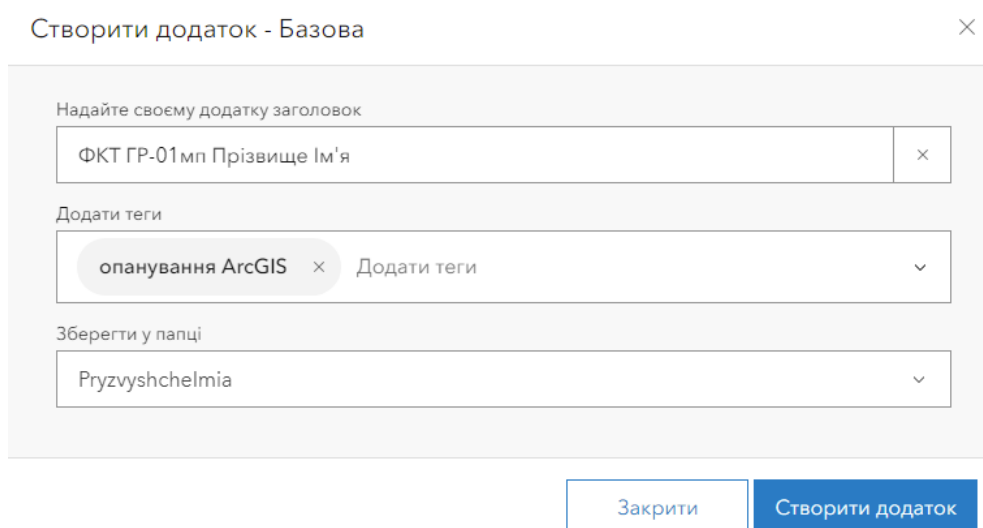 Створити додаток - Базова
Надайте своєму додатку заголовок
ФКТ ГР-01мп Прізвище Ім'я
Додати теги
опанування ArcGIS × Додати теги
Зберегти у папці
Pryzvyshchelmia
Закрити Створити додаток